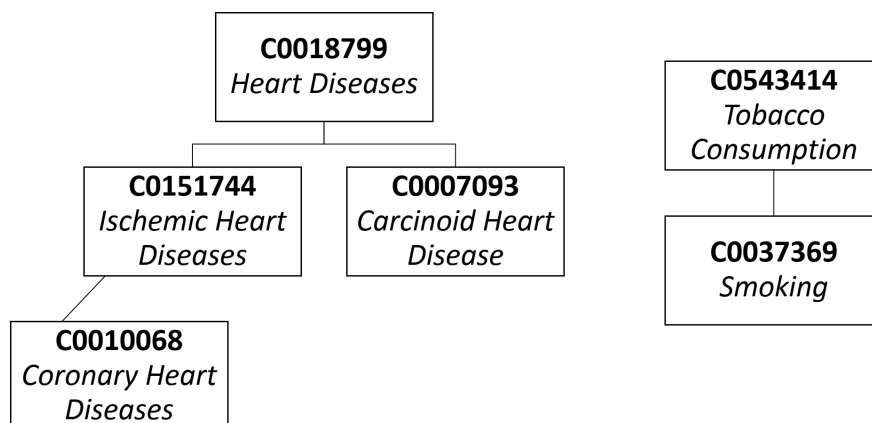 C0018799
Heart Diseases
C0543414
Tobacco
Consumption
C0151744
Ischemic Heart
Diseases
C0007093
Carcinoid Heart
Disease
C0037369
Smoking
C0010068
Coronary Heart
Diseases